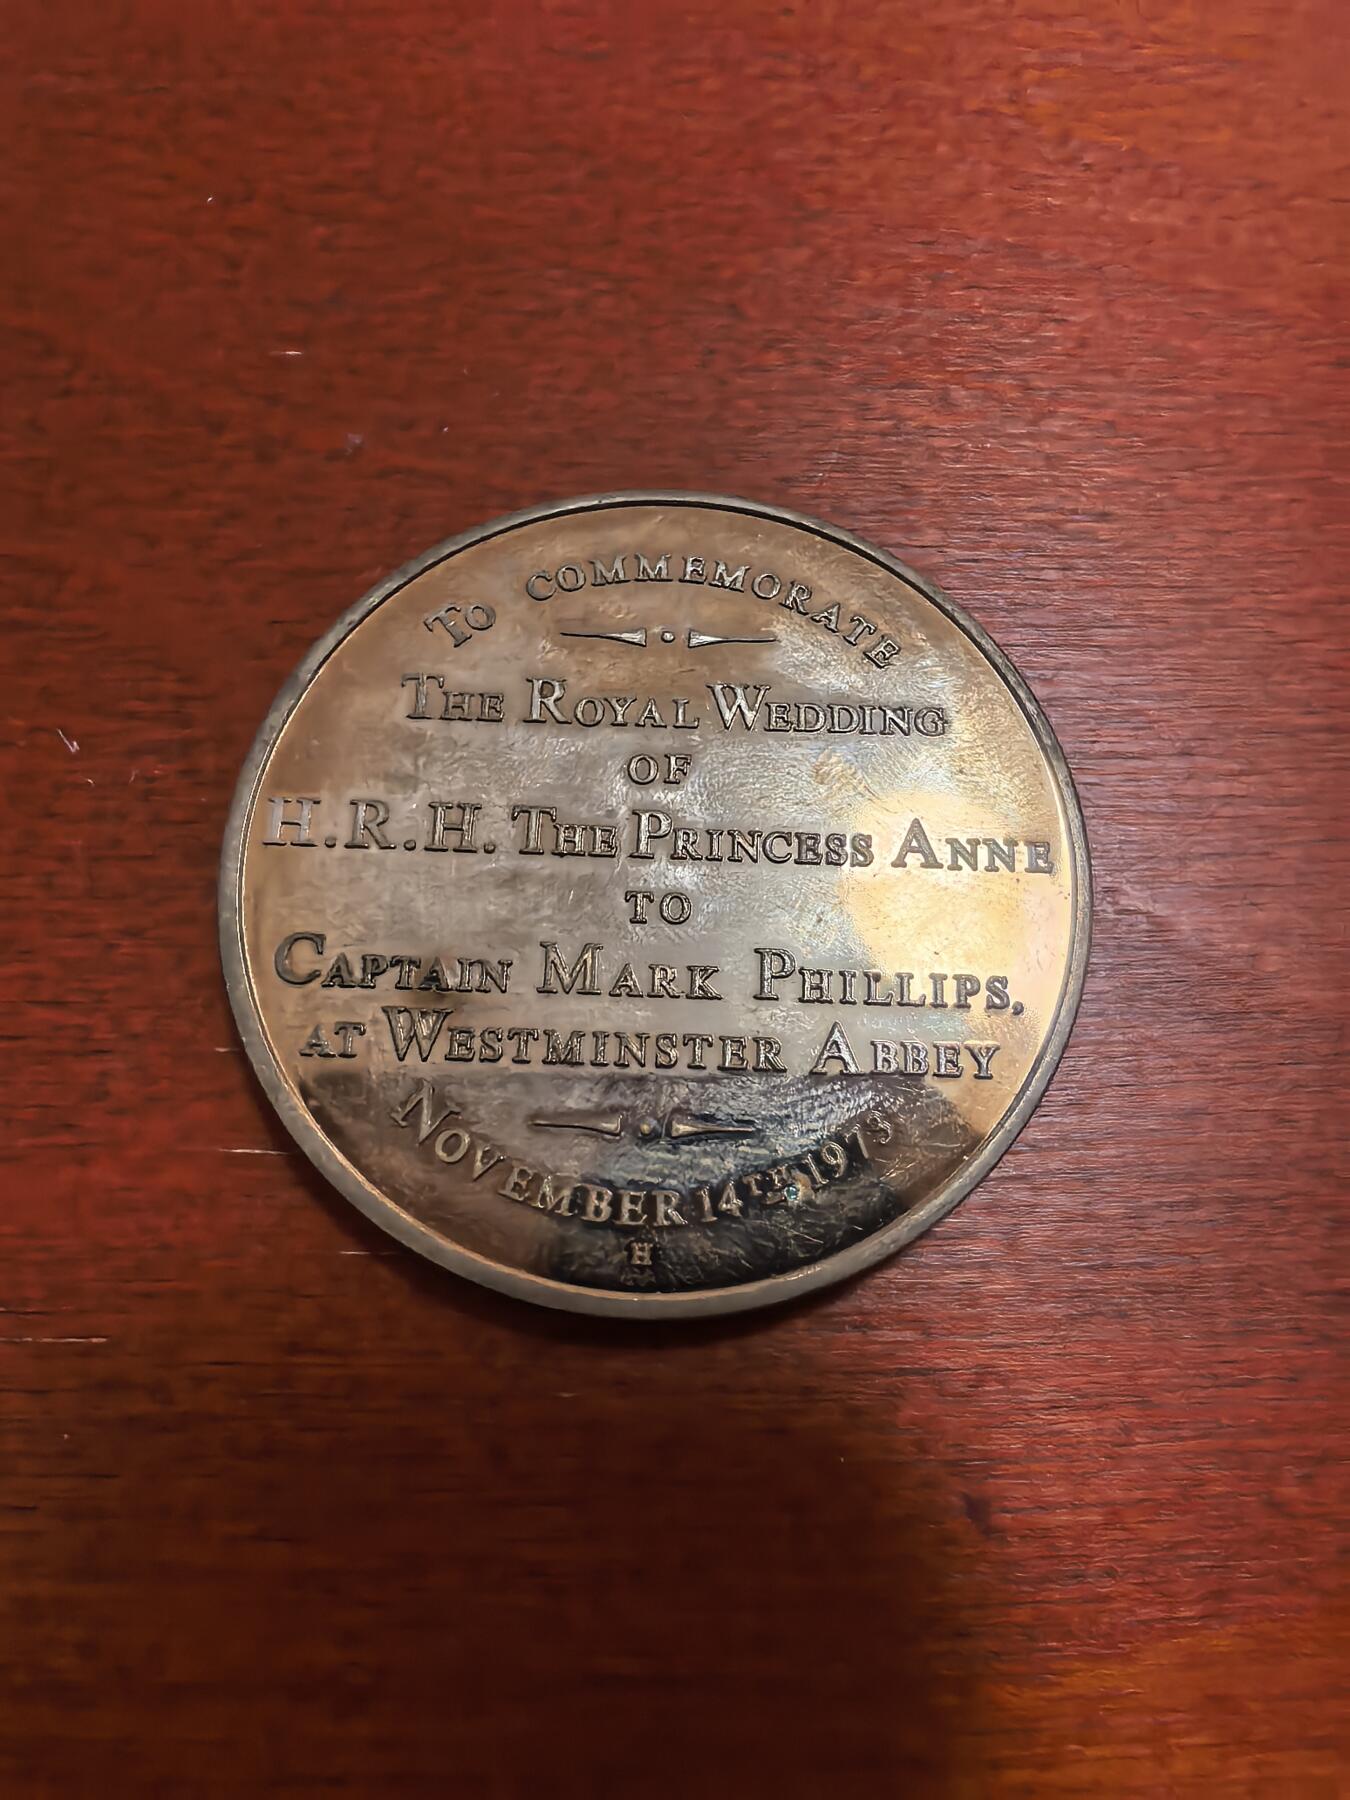 To COMMEMORATE
THE ROYAL WEDDING
OF
H.R.H. THE PRINCESS ANNE
TO
CAPTAIN MARK PHILLIPS,
AT WESTMINSTER ABBEY
NOVEMBER 14TH 1973
H